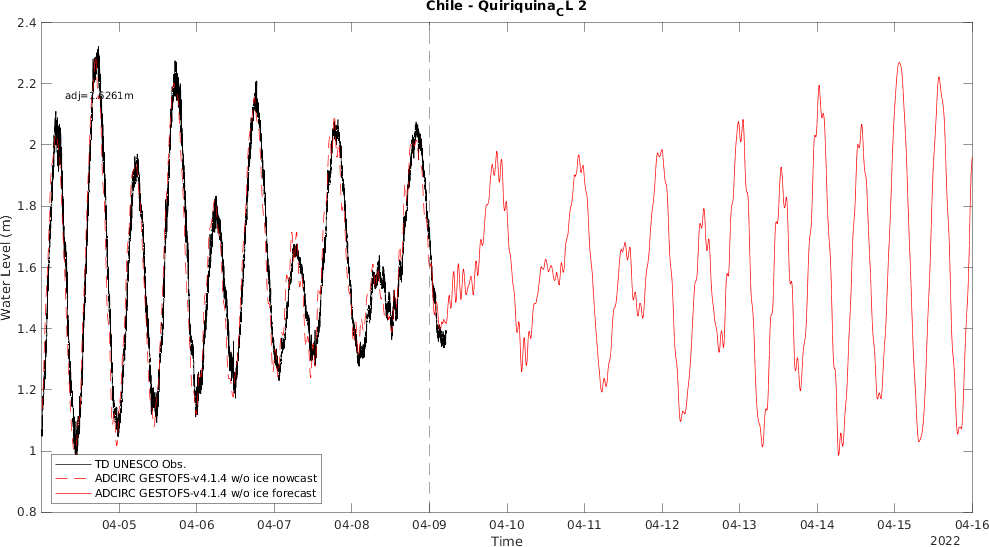 Chile - Quiriquina_CL 2
2.4
2.2
2
1.8
1.6
1.4
1.2
1
0.8
Water Level (m)
adj=1.5261m
TD UNESCO Obs.
ADCIRC GESTOFS-v4.1.4 w/o ice nowcast
ADCIRC GESTOFS-v4.1.4 w/o ice forecast
04-05 04-06 04-07 04-08 04-09 04-10 04-11 04-12 04-13 04-14 04-15 04-16
Time
2022